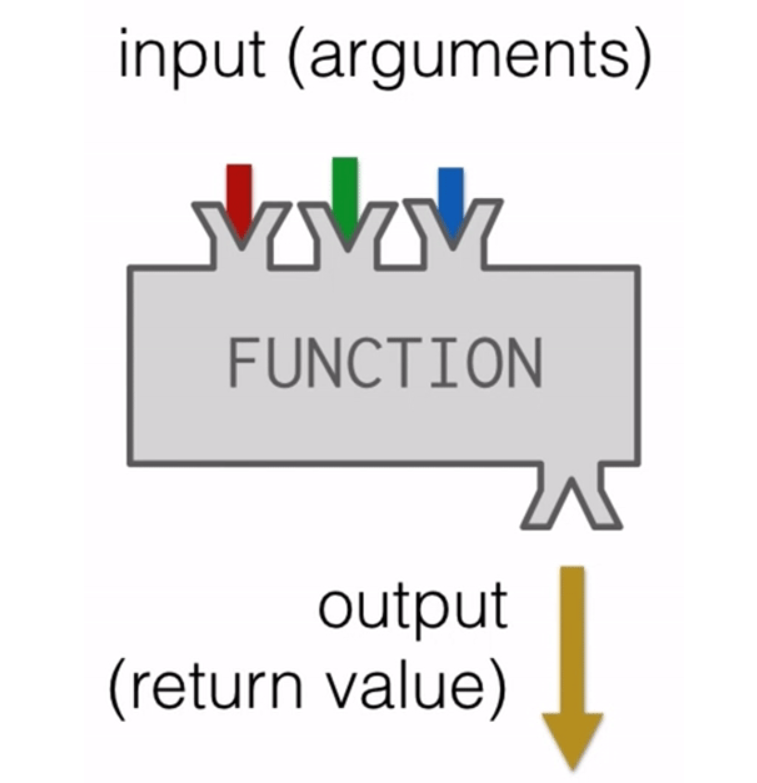 input (arguments)
FUNCTION
output
(return value)